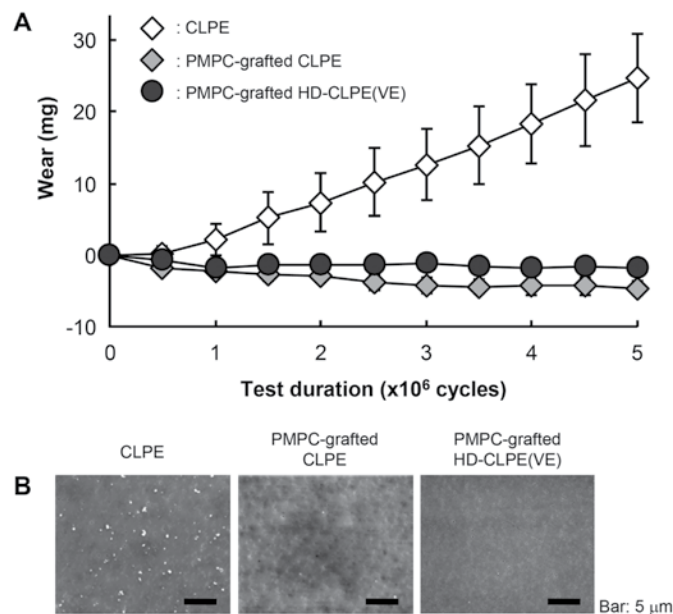 A
: CLPE
: PMPC-grafted CLPE
: PMPC-grafted HD-CLPE(VE)
Wear (mg)
30
20
10
0
-10
0 1 2 3 4 5
Test duration (x10⁶ cycles)
B
CLPE
PMPC-grafted
CLPE
PMPC-grafted
HD-CLPE(VE)
Bar: 5 μm